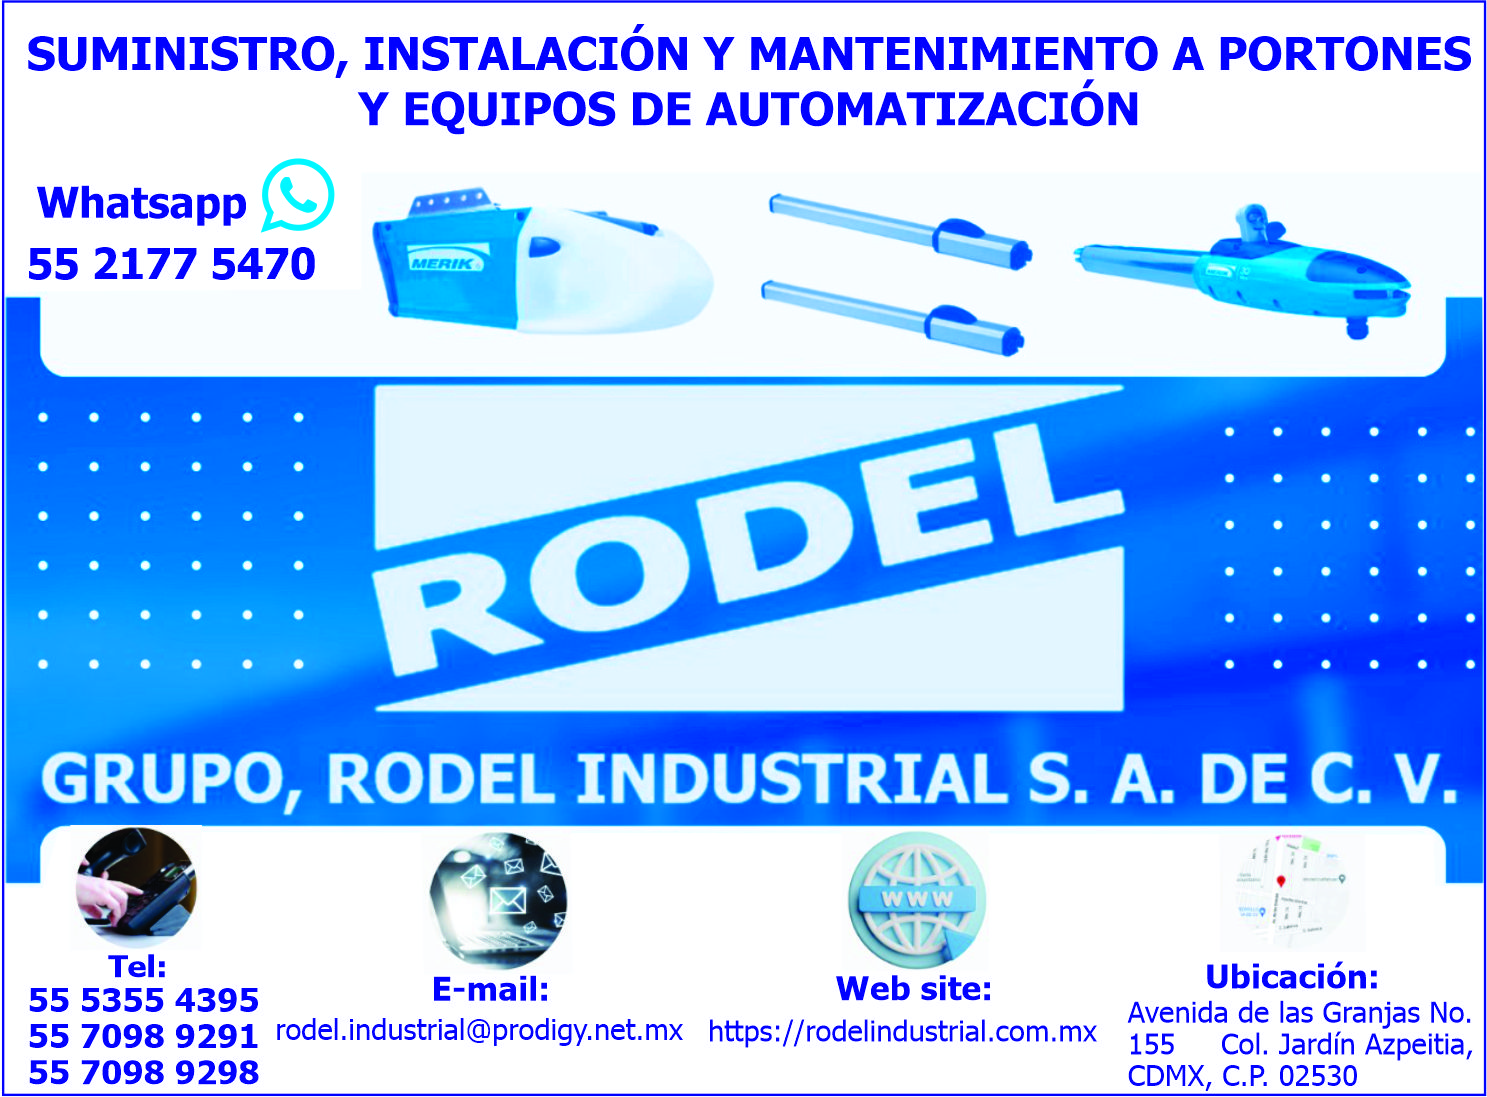 SUMINISTRO, INSTALACIÓN Y MANTENIMIENTO A PORTONES
Y EQUIPOS DE AUTOMATIZACIÓN
Whatsapp
55 2177 5470
MERIK
RODEL
GRUPO, RODEL INDUSTRIAL S. A. DE C. V.
WWW
Tel:
55 5355 4395
55 7098 9291
55 7098 9298
E-mail:
rodel.industrial@prodigy.net.mx
Web site:
https://rodelindustrial.com.mx
Ubicación:
Avenida de las Granjas No.
155 Col. Jardín Azpeitia,
CDMX, C.P. 02530